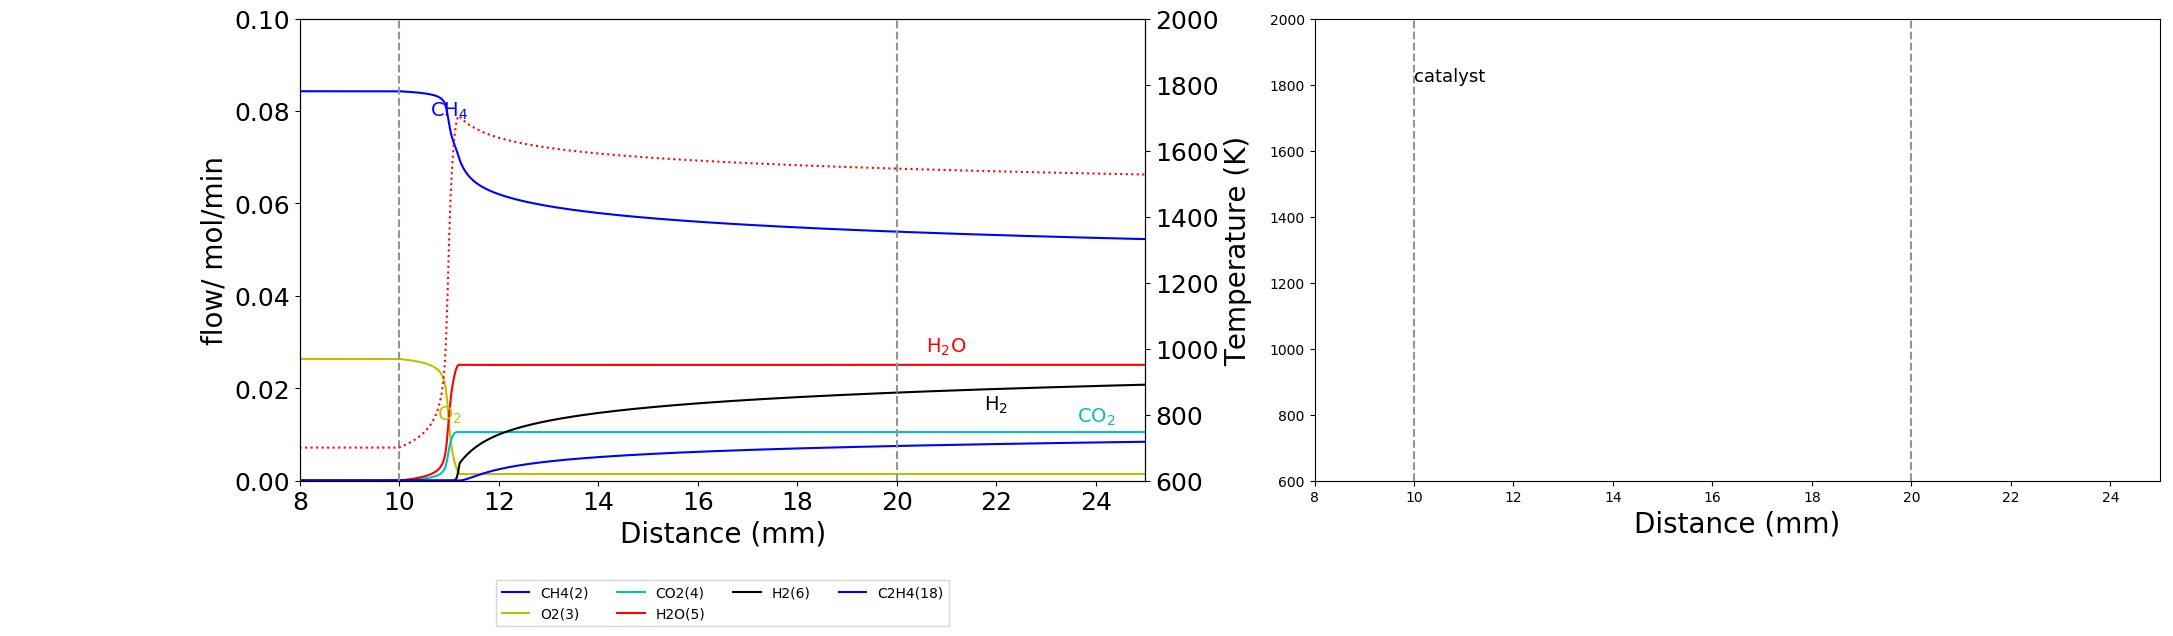 0.10
0.08
0.06
0.04
0.02
0.00
flow/ mol/min
8 10 12 14 16 18 20 22 24
Distance (mm)
2000
1800
1600
1400
1200
1000
800
600
Temperature (K)
CH4
O2
H2O
H2
CO2
CH4(2) CO2(4) H2(6) C2H4(18)
O2(3) H2O(5)
2000
1800
1600
1400
1200
1000
800
600
catalyst
8 10 12 14 16 18 20 22 24
Distance (mm)